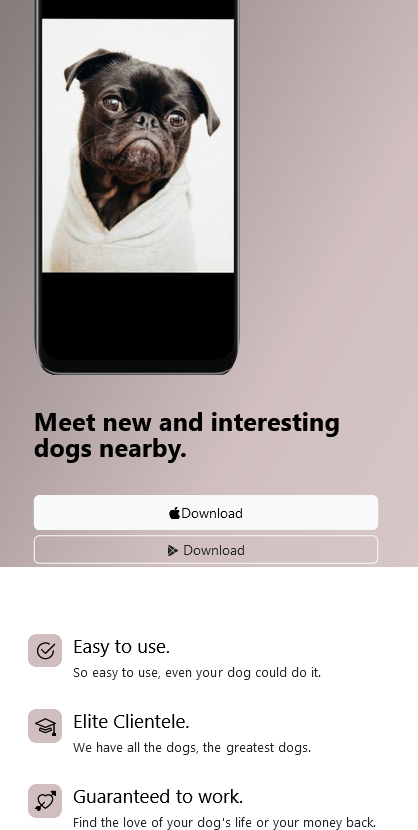 Meet new and interesting
dogs nearby.
Download
Download
Easy to use.
So easy to use, even your dog could do it.
Elite Clientele.
We have all the dogs, the greatest dogs.
Guaranteed to work.
Find the love of your dog's life or your money back.